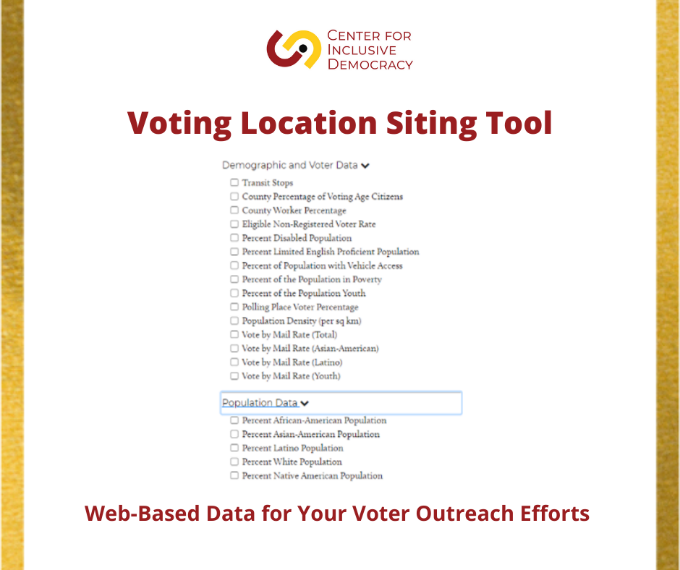 CENTER FOR
INCLUSIVE
DEMOCRACY
Voting Location Siting Tool
Demographic and Voter Data
Transit Stops
County Percentage of Voting Age Citizens
County Worker Percentage
Eligible Non-Registered Voter Rate
Percent Disabled Population
Percent Limited English Proficient Population
Percent of Population with Vehicle Access
Percent of the Population in Poverty
Percent of the Population Youth
Polling Place Voter Percentage
Population Density (per sq km)
Vote by Mail Rate (Total)
Vote by Mail Rate (Asian-American)
Vote by Mail Rate (Latino)
Vote by Mail Rate (Youth)
Population Data
Percent African-American Population
Percent Asian-American Population
Percent Latino Population
Percent White Population
Percent Native American Population
Web-Based Data for Your Voter Outreach Efforts